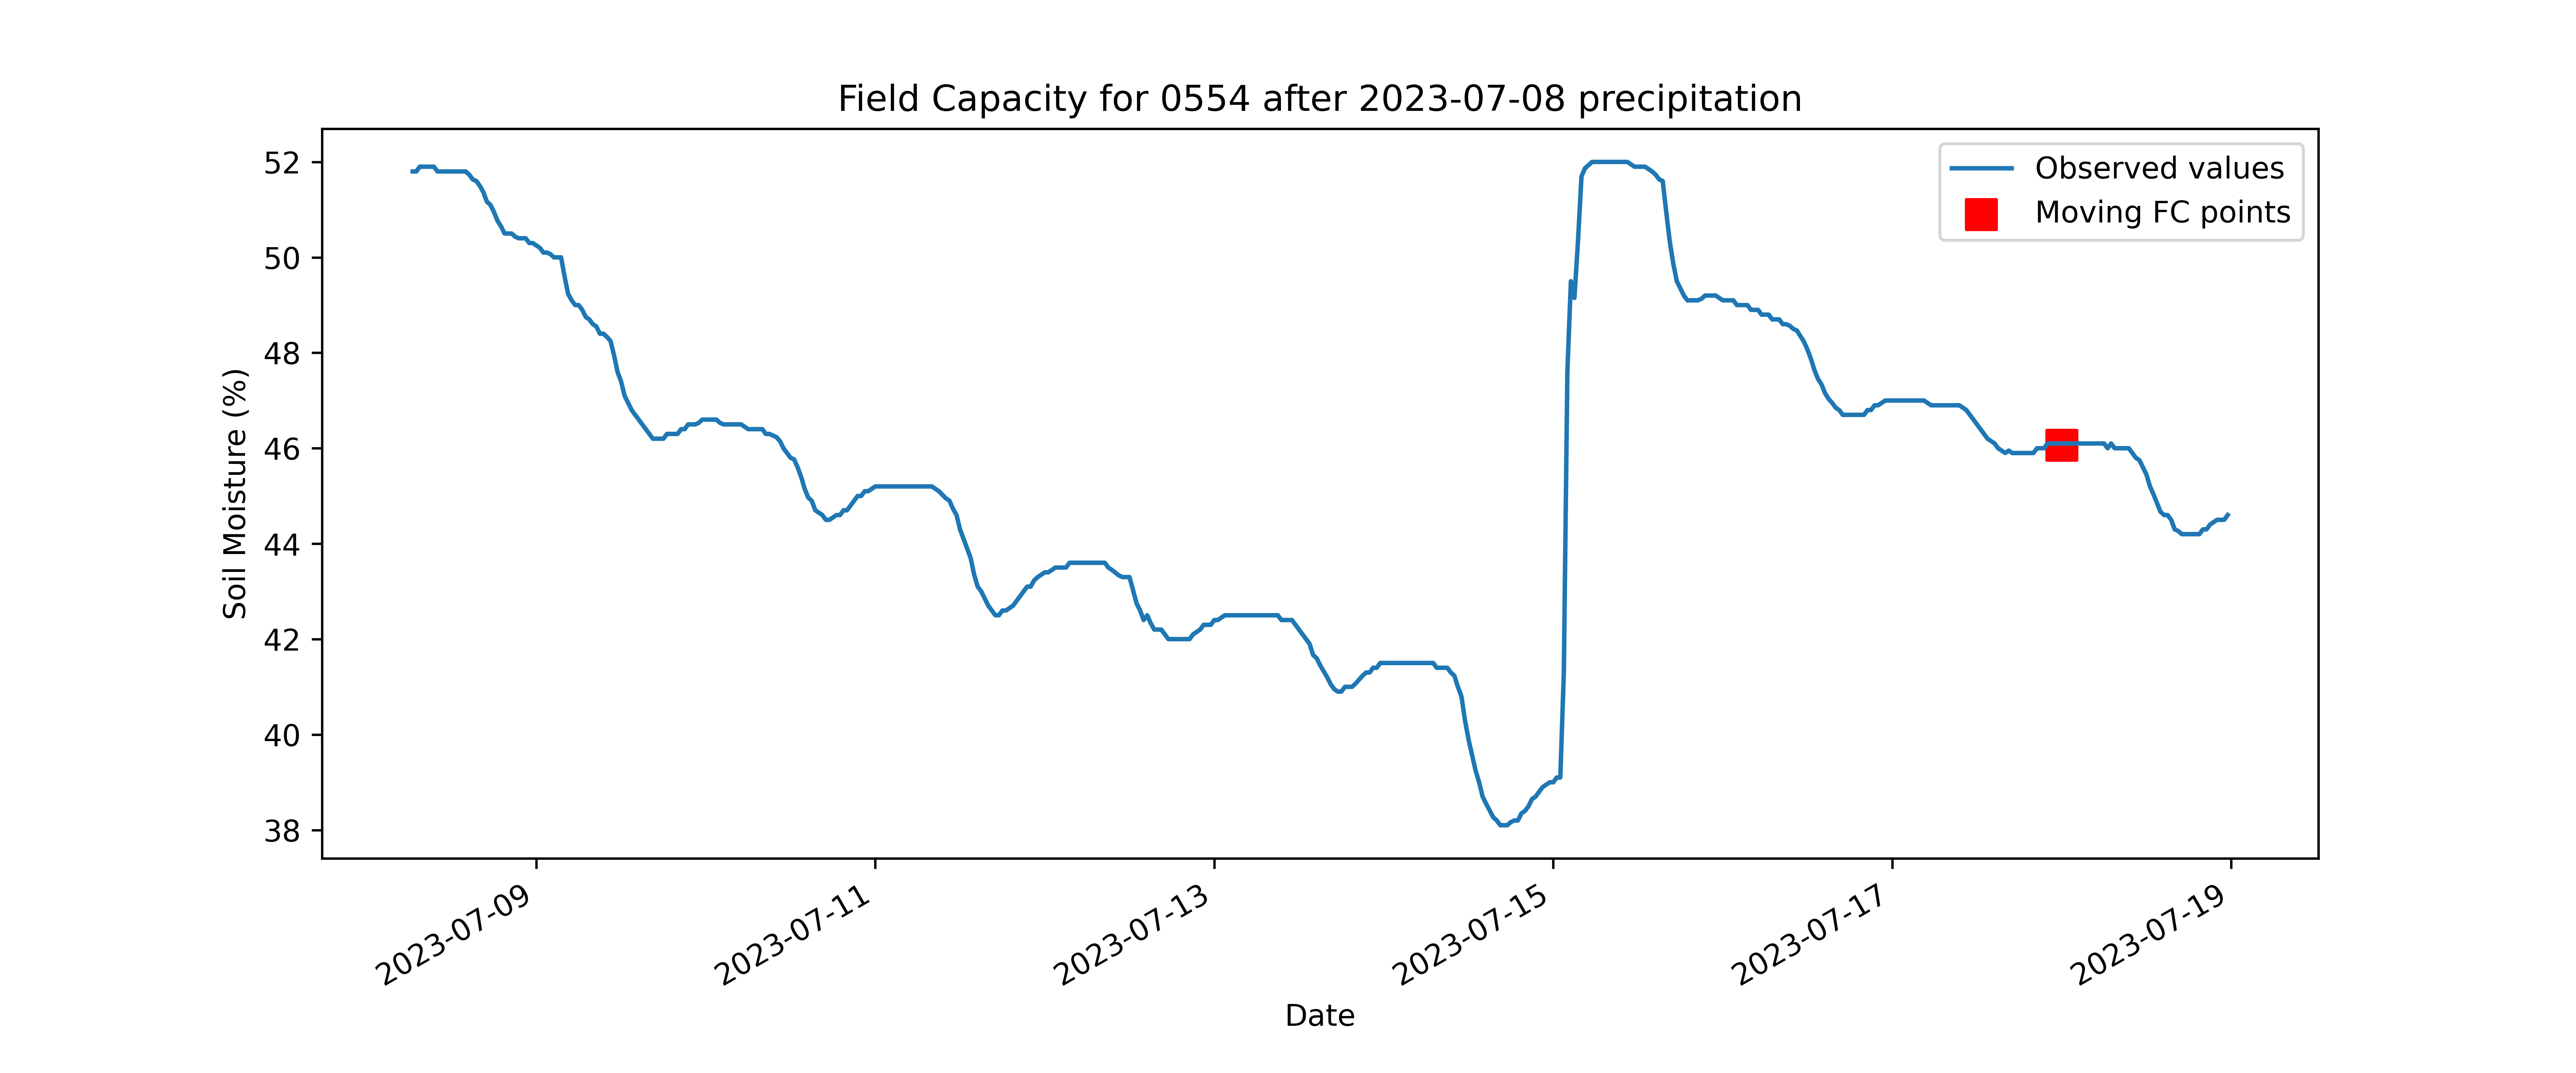 Field Capacity for 0554 after 2023-07-08 precipitation
Observed values
Moving FC points
Soil Moisture (%)
52
50
48
46
44
42
40
38
2023-07-09
2023-07-11
2023-07-13
2023-07-15
2023-07-17
2023-07-19
Date